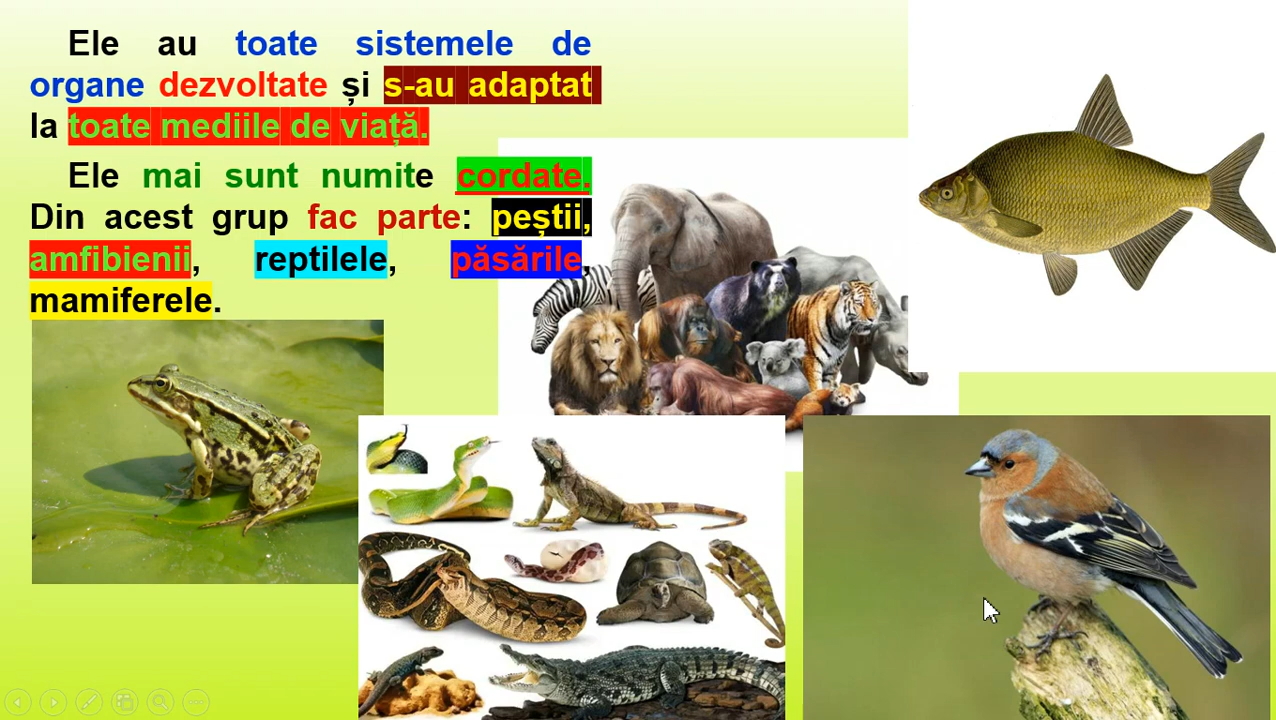 Ele au toate sistemele de
organe dezvoltate și s-au adaptat
la toate mediile de viață.
Ele mai sunt numite cordate.
Din acest grup fac parte: peștii,
amfibienii, reptilele, păsările,
mamiferele.